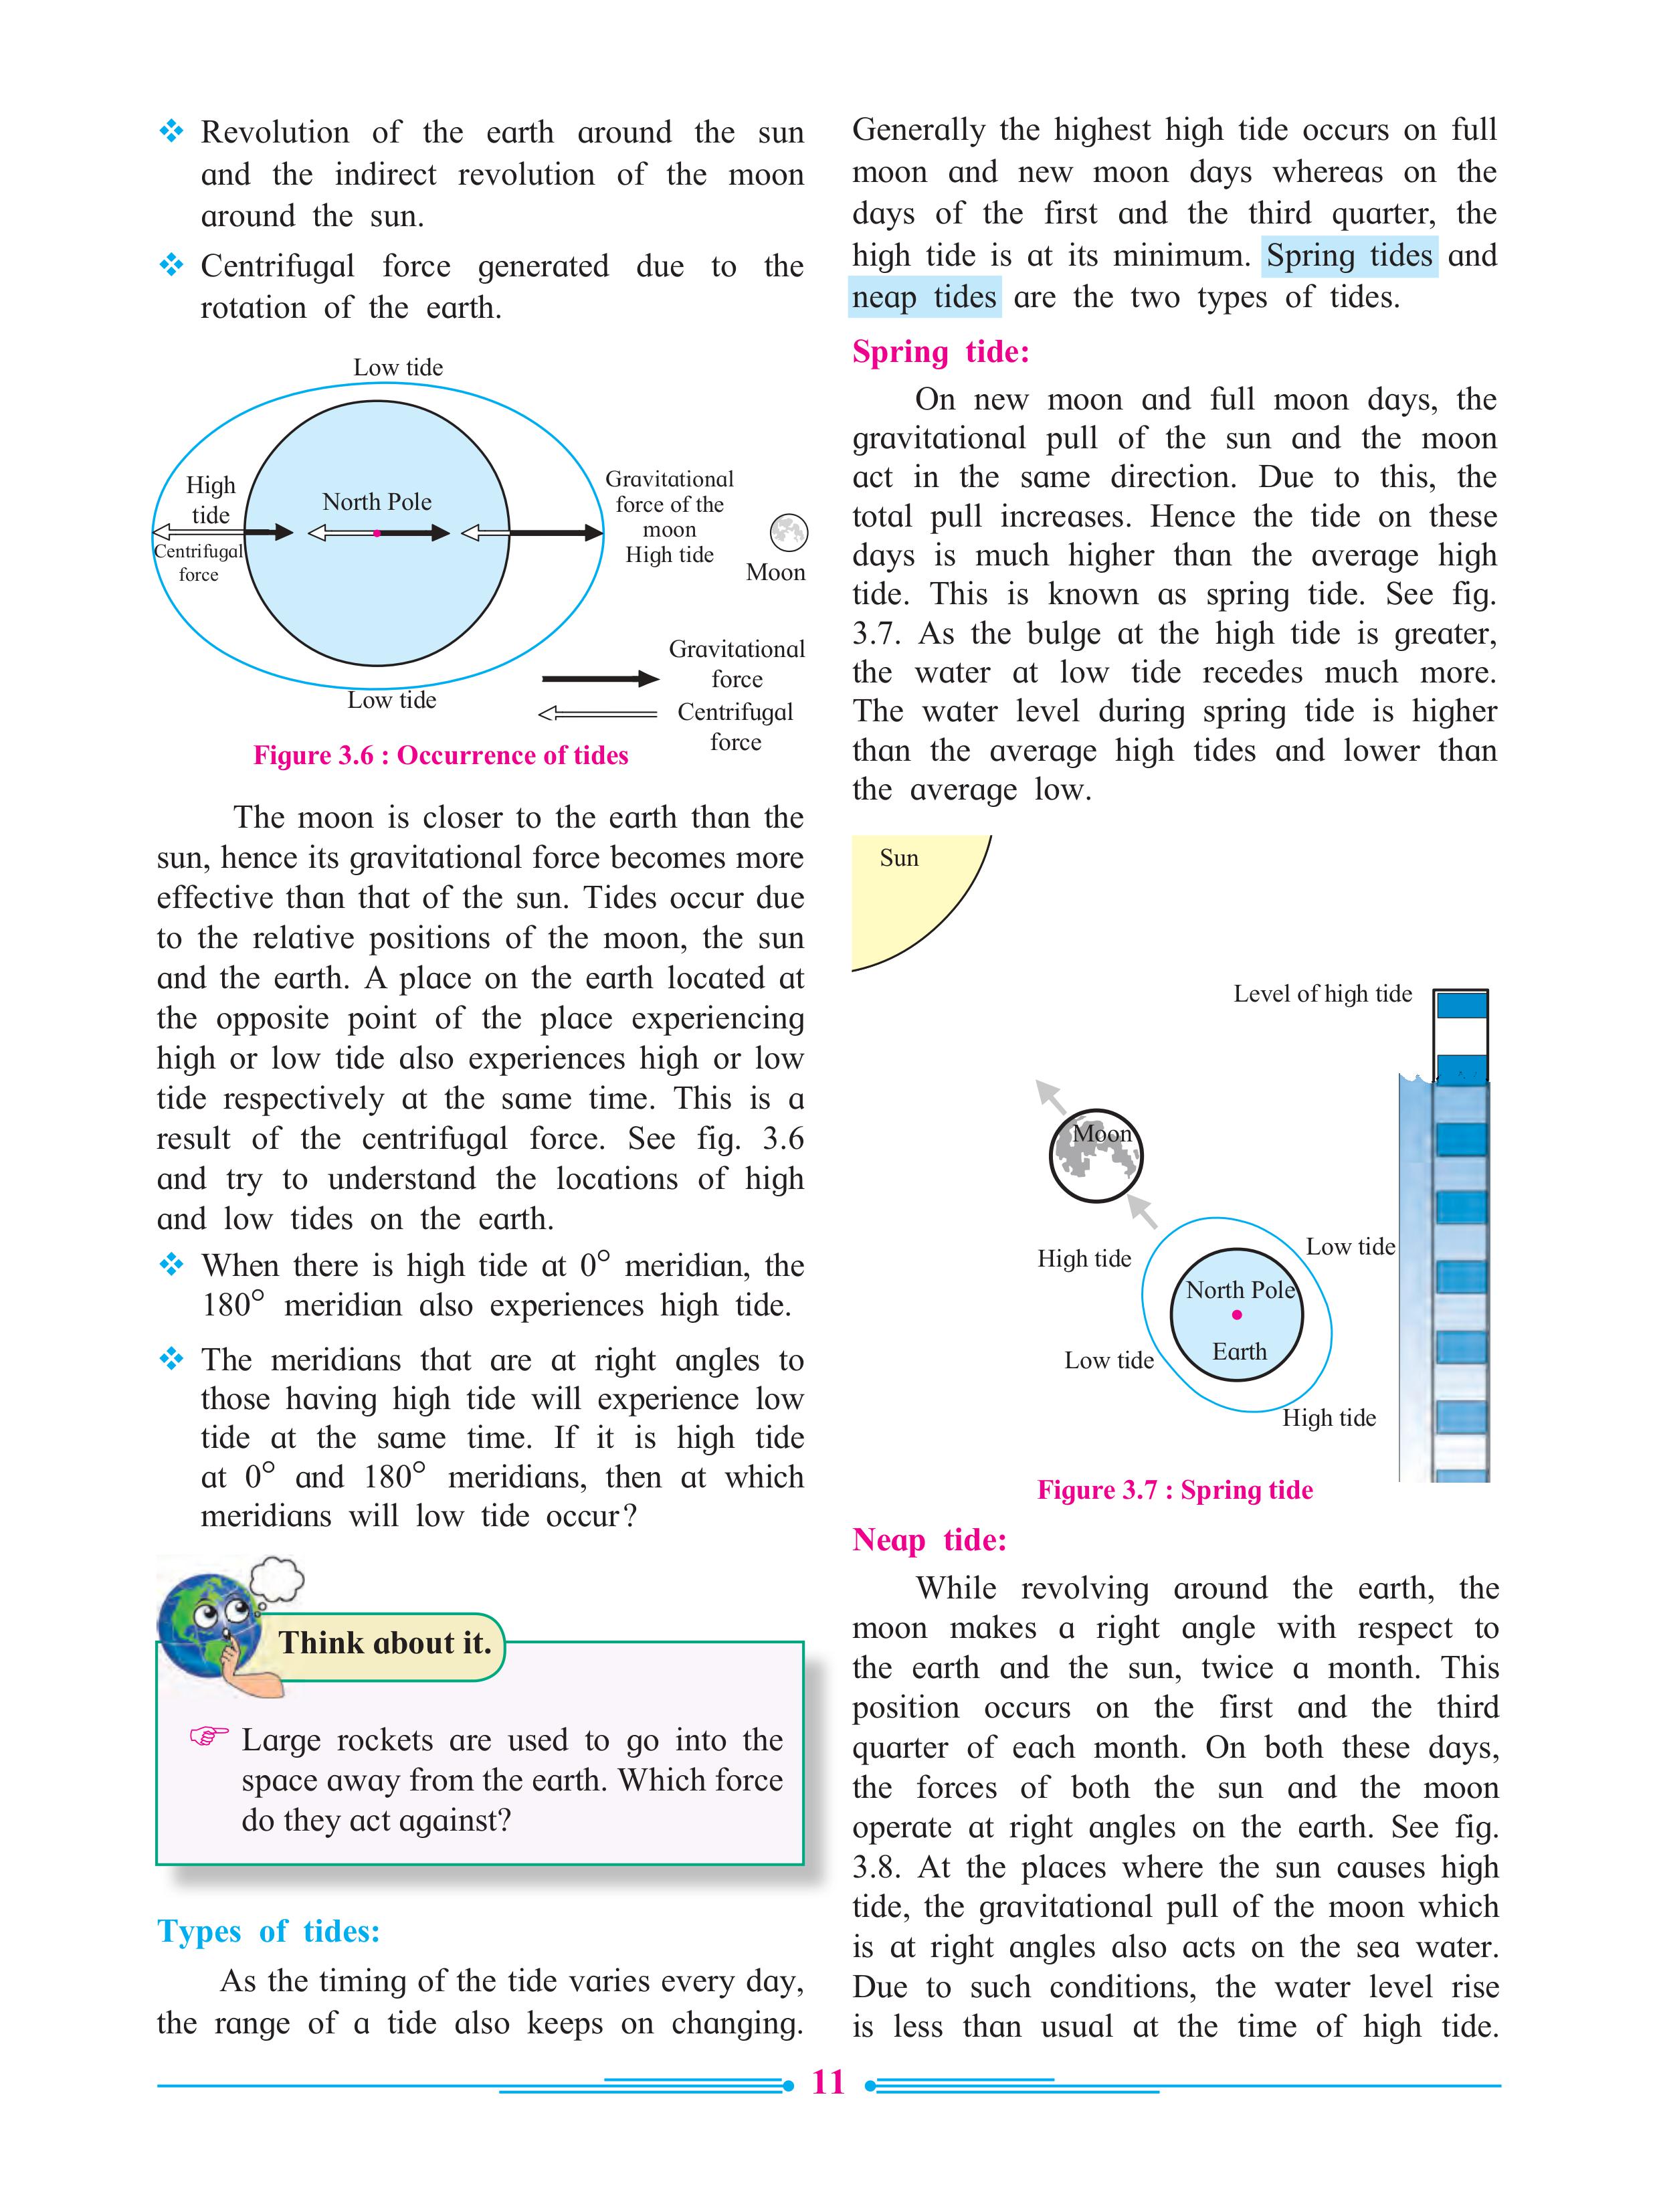 Revolution of the earth around the sun
and the indirect revolution of the moon
around the sun.
Centrifugal force generated due to the
rotation of the earth.
Low tide
High
tide
Centrifugal
force
North Pole
Gravitational
force of the
moon
High tide
Moon
Low tide
Gravitational
force
Centrifugal
force
Figure 3.6 : Occurrence of tides
The moon is closer to the earth than the
sun, hence its gravitational force becomes more
effective than that of the sun. Tides occur due
to the relative positions of the moon, the sun
and the earth. A place on the earth located at
the opposite point of the place experiencing
high or low tide also experiences high or low
tide respectively at the same time. This is a
result of the centrifugal force. See fig. 3.6
and try to understand the locations of high
and low tides on the earth.
When there is high tide at 0° meridian, the
180° meridian also experiences high tide.
The meridians that are at right angles to
those having high tide will experience low
tide at the same time. If it is high tide
at 0° and 180° meridians, then at which
meridians will low tide occur?
Think about it.
Large rockets are used to go into the
space away from the earth. Which force
do they act against?
Types of tides:
As the timing of the tide varies every day,
the range of a tide also keeps on changing.
Generally the highest high tide occurs on full
moon and new moon days whereas on the
days of the first and the third quarter, the
high tide is at its minimum. Spring tides and
neap tides are the two types of tides.
Spring tide:
On new moon and full moon days, the
gravitational pull of the sun and the moon
act in the same direction. Due to this, the
total pull increases. Hence the tide on these
days is much higher than the average high
tide. This is known as spring tide. See fig.
3.7. As the bulge at the high tide is greater,
the water at low tide recedes much more.
The water level during spring tide is higher
than the average high tides and lower than
the average low.
Sun
Level of high tide
Moon
High tide
Low tide
North Pole
Earth
Low tide
High tide
Figure 3.7 : Spring tide
Neap tide:
While revolving around the earth, the
moon makes a right angle with respect to
the earth and the sun, twice a month. This
position occurs on the first and the third
quarter of each month. On both these days,
the forces of both the sun and the moon
operate at right angles on the earth. See fig.
3.8. At the places where the sun causes high
tide, the gravitational pull of the moon which
is at right angles also acts on the sea water.
Due to such conditions, the water level rise
is less than usual at the time of high tide.
11